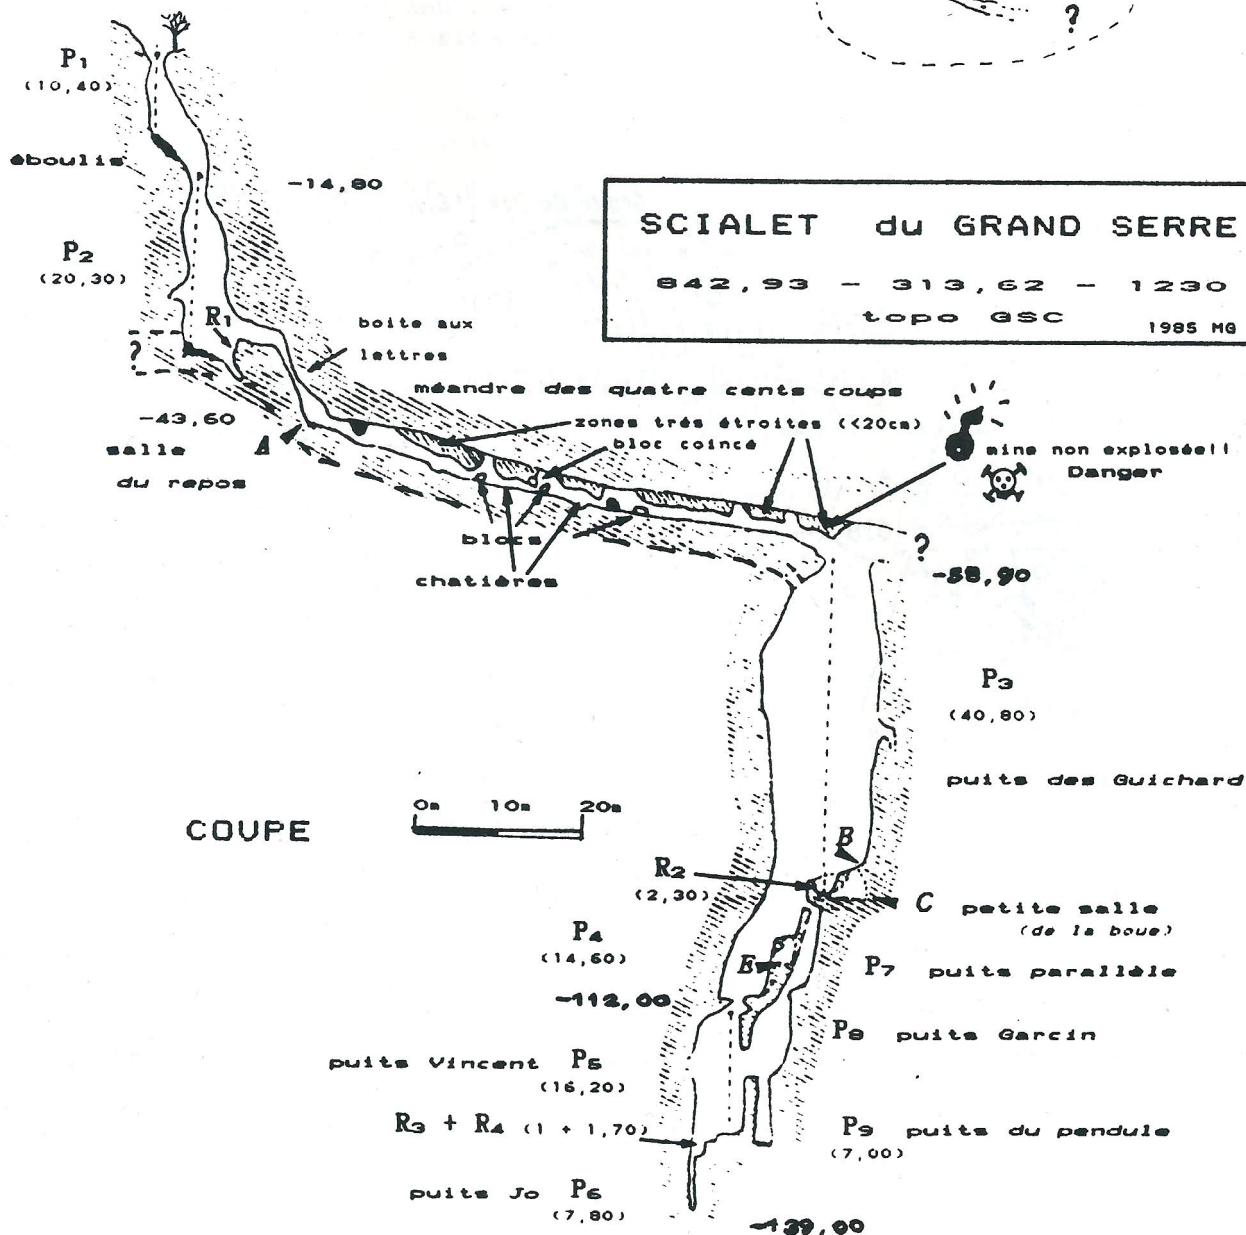 ?
P1
(10,40)
éboulis
-14,80
SCIALET du GRAND SERRE
842,93 - 313,62 - 1230
topo GSC
1985 MG
P2
(20,30)
R1
boite aux
lettres
?
méandre des quatre cents coups
-43,60
zones trés étroites (<20cm)
A
bloc coincé
salle
du repos
mine non explosée!!
Danger
blocs
chatières
?
-58,90
P3
(40,80)
puits des Guichard
COUPE
0m 10m 20m
B
R2
(2,30)
C petite salle
(de la boue)
P4
(14,60)
E
P7 puits parallèle
-112,00
P8 puits Garcin
puits Vincent P5
(16,20)
R3 + R4 (1 + 1,70)
P9 puits du pendule
(7,00)
puits Jo P6
(7,80)
-139,00